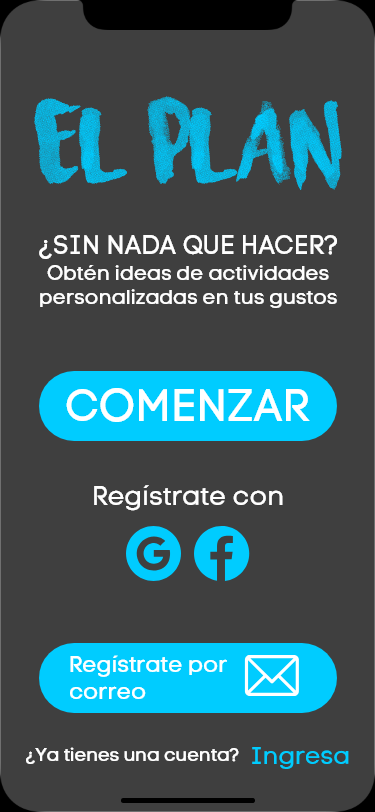 EL PLAN
¿SIN NADA QUE HACER?
Obtén ideas de actividades
personalizadas en tus gustos
COMENZAR
Regístrate con
Regístrate por
correo
¿Ya tienes una cuenta? Ingresa